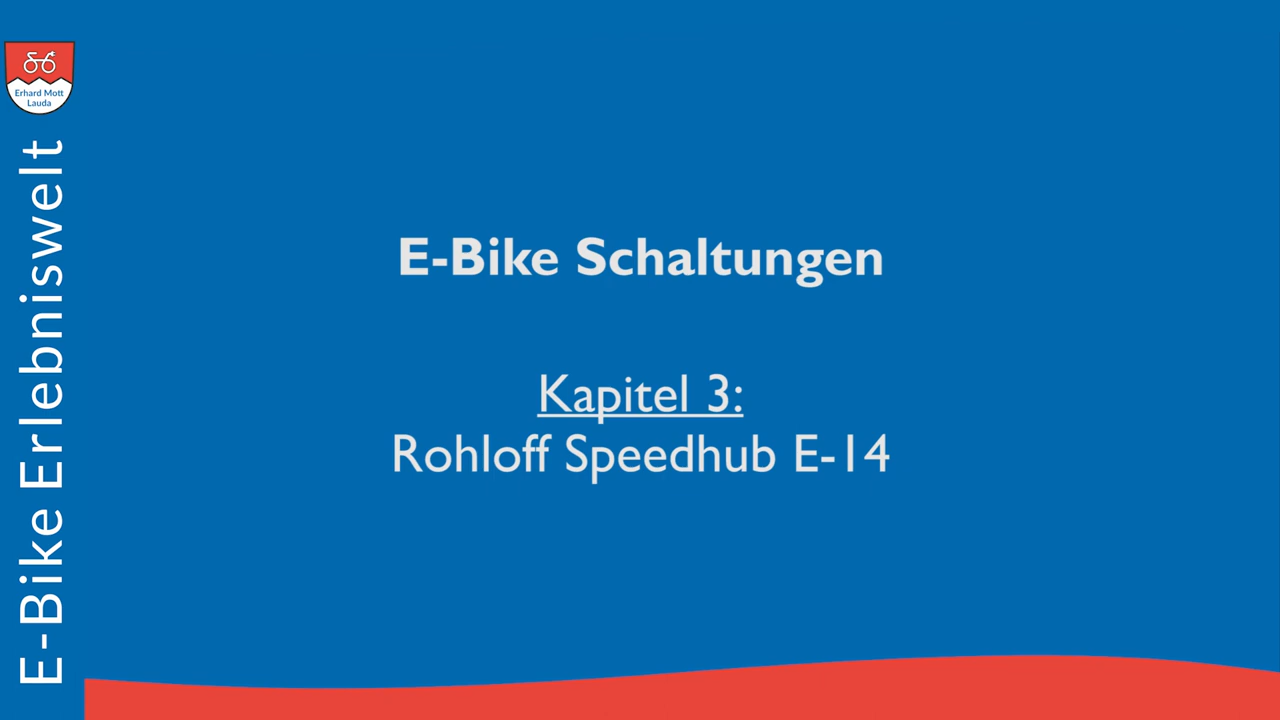 Erhard Mott
Lauda
E-Bike Erlebniswelt
E-Bike Schaltungen
Kapitel 3:
Rohloff Speedhub E-14